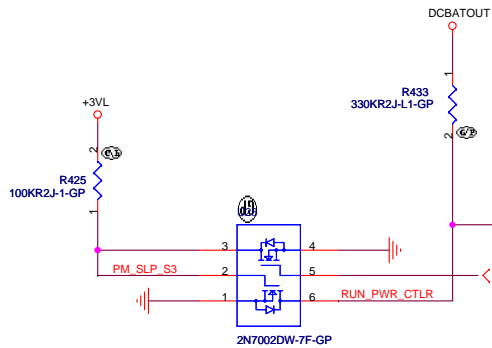 DCBATOUT
R433
330KR2J-L1-GP
1
2
G/P
+3VL
2
R425
100KR2J-1-GP
1
3
4
PM_SLP_S3
2
5
1
6
RUN_PWR_CTLR
2N7002DW-7F-GP